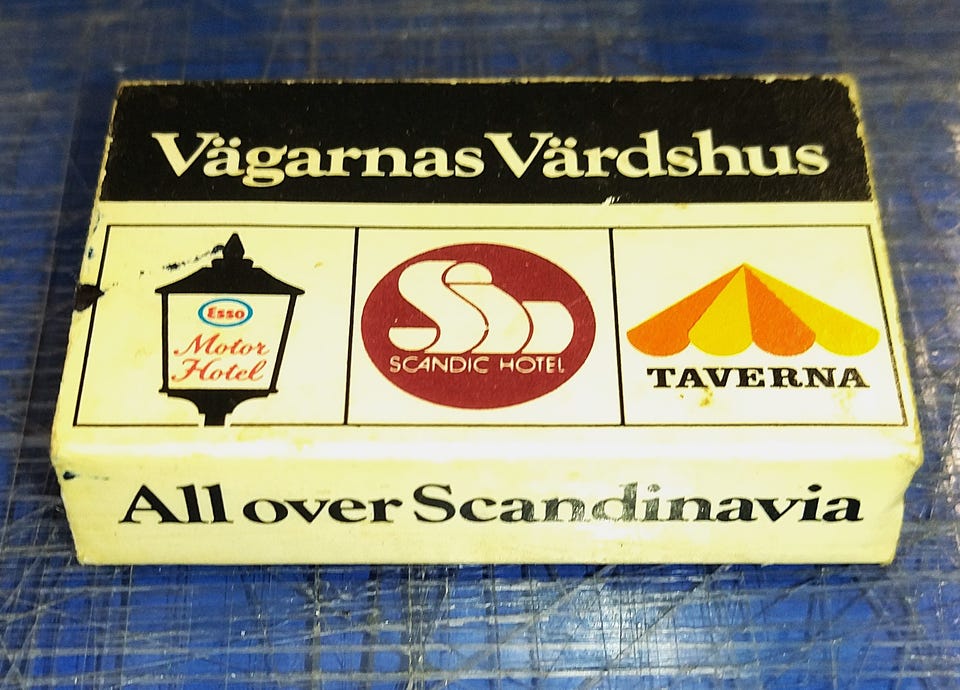 Vägarnas Värdshus
Esso
Motor
Hotel
SCANDIC HOTEL
TAVERNA
All over Scandinavia